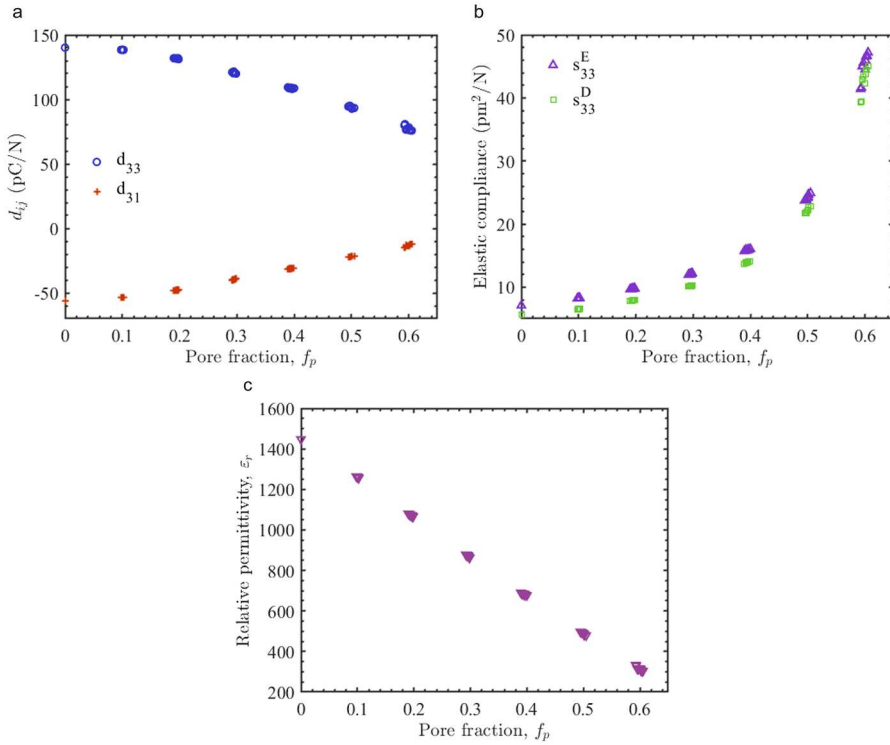 a
150
100
50
0
-50
d_ij (pC/N)
d_33
d_31
0 0.1 0.2 0.3 0.4 0.5 0.6
Pore fraction, f_p
b
50
40
30
20
10
Elastic compliance (pm²/N)
s_33^E
s_33^D
0 0.1 0.2 0.3 0.4 0.5 0.6
Pore fraction, f_p
c
1600
1400
1200
1000
800
600
400
200
Relative permittivity, ε_r
0 0.1 0.2 0.3 0.4 0.5 0.6
Pore fraction, f_p